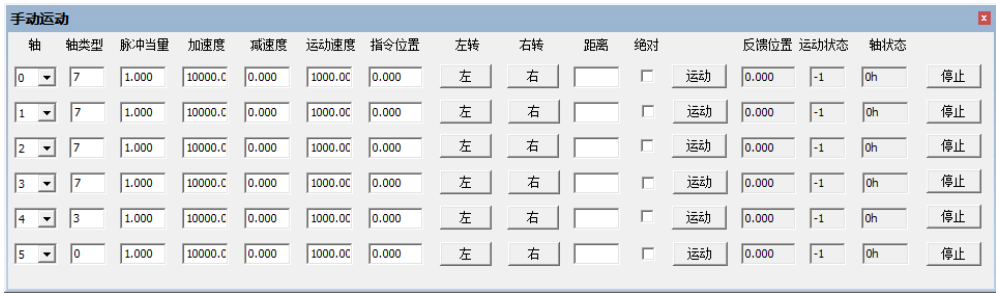 手动运动
轴 轴类型 脉冲当量 加速度 减速度 运动速度 指令位置 左转 右转 距离 绝对 反馈位置 运动状态 轴状态
0 7 1.000 10000.0 0.000 1000.00 0.000 左 右 运动 0.000 -1 0h 停止
1 7 1.000 10000.0 0.000 1000.00 0.000 左 右 运动 0.000 -1 0h 停止
2 7 1.000 10000.0 0.000 1000.00 0.000 左 右 运动 0.000 -1 0h 停止
3 7 1.000 10000.0 0.000 1000.00 0.000 左 右 运动 0.000 -1 0h 停止
4 3 1.000 10000.0 0.000 1000.00 0.000 左 右 运动 0.000 -1 0h 停止
5 0 1.000 10000.0 0.000 1000.00 0.000 左 右 运动 0.000 -1 0h 停止